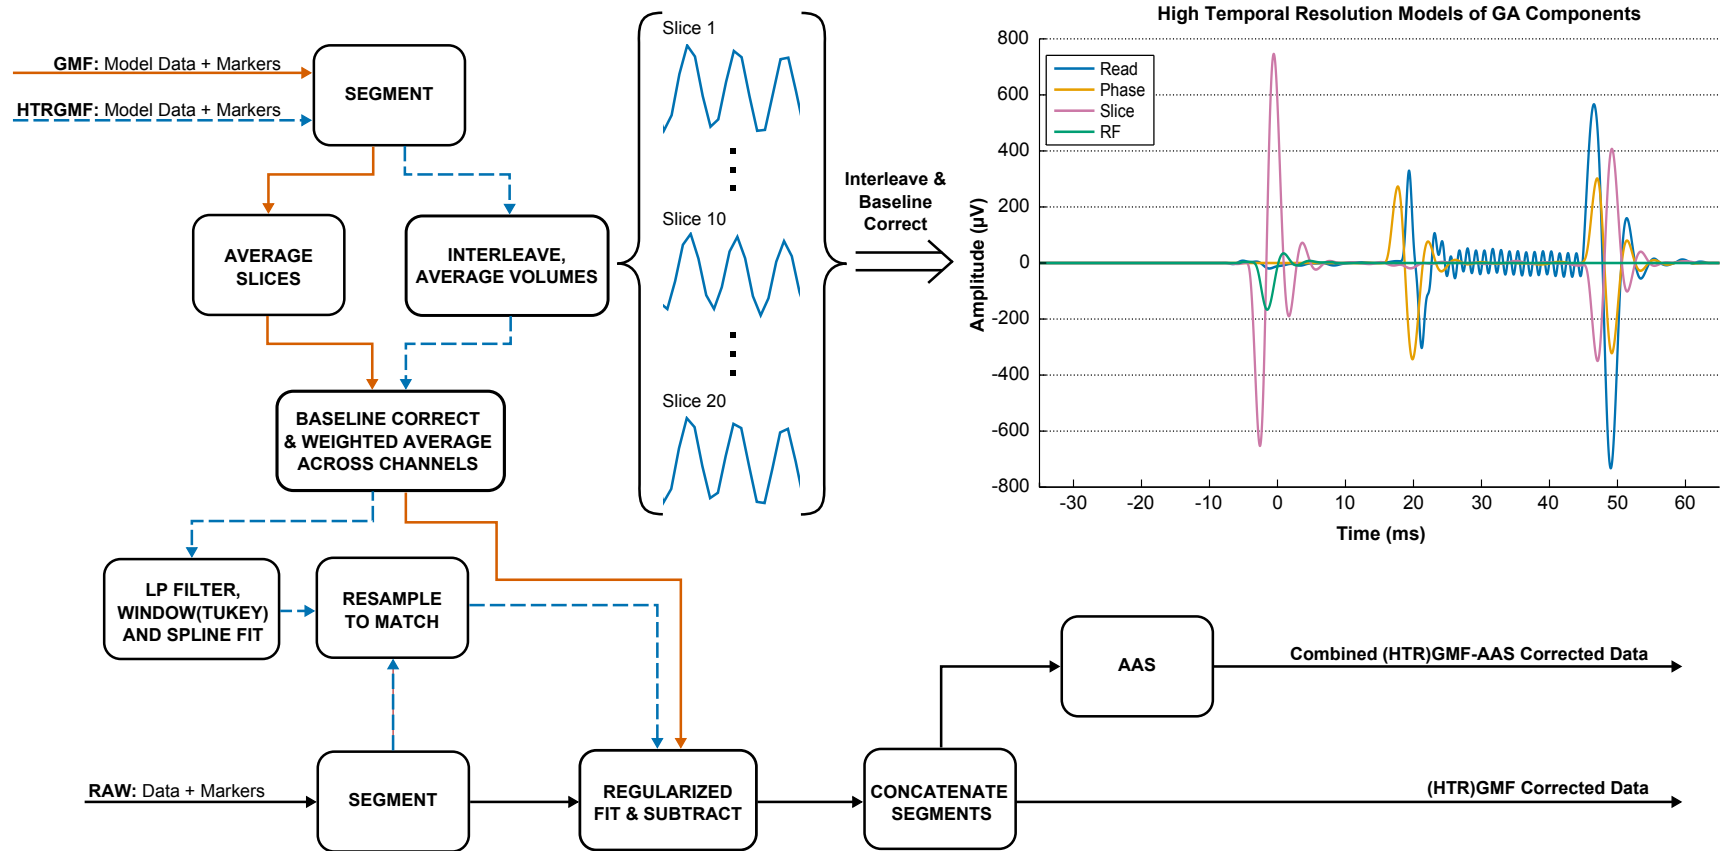 GMF: Model Data + Markers
HTRGMF: Model Data + Markers
SEGMENT
AVERAGE
SLICES
INTERLEAVE,
AVERAGE VOLUMES
BASELINE CORRECT
& WEIGHTED AVERAGE
ACROSS CHANNELS
LP FILTER,
WINDOW(TUKEY)
AND SPLINE FIT
RESAMPLE
TO MATCH
Slice 1
Slice 10
Slice 20
Interleave &
Baseline
Correct
High Temporal Resolution Models of GA Components
Read
Phase
Slice
RF
Amplitude (µV)
800
600
400
200
0
-200
-400
-600
-800
-30 -20 -10 0 10 20 30 40 50 60
Time (ms)
RAW: Data + Markers
SEGMENT
REGULARIZED
FIT & SUBTRACT
CONCATENATE
SEGMENTS
AAS
Combined (HTR)GMF-AAS Corrected Data
(HTR)GMF Corrected Data